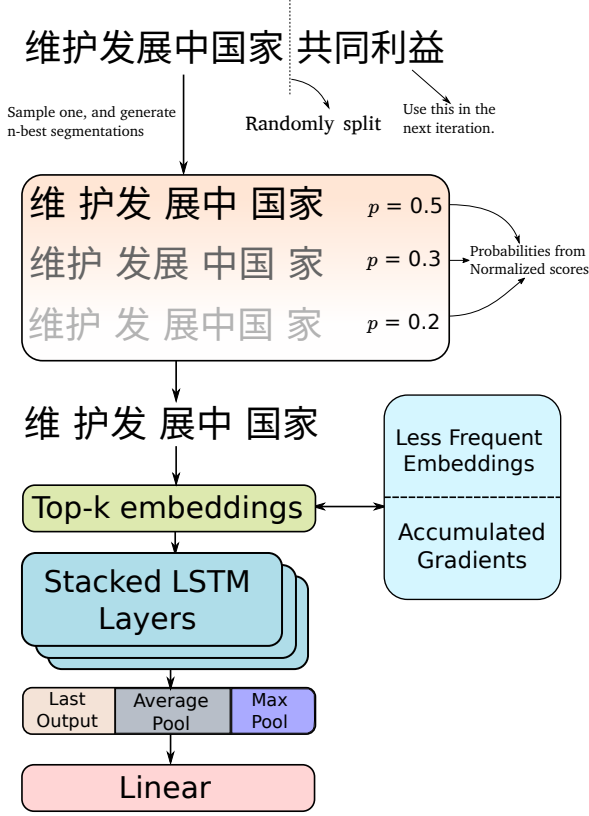 维护发展中国家 共同利益
Sample one, and generate
n-best segmentations
Randomly split
Use this in the
next iteration.
维 护发 展中 国家 p = 0.5
维护 发展 中国 家 p = 0.3
维护 发 展中国 家 p = 0.2
Probabilities from
Normalized scores
维 护发 展中 国家
Less Frequent
Embeddings
Top-k embeddings
Accumulated
Gradients
Stacked LSTM
Layers
Last
Output
Average
Pool
Max
Pool
Linear